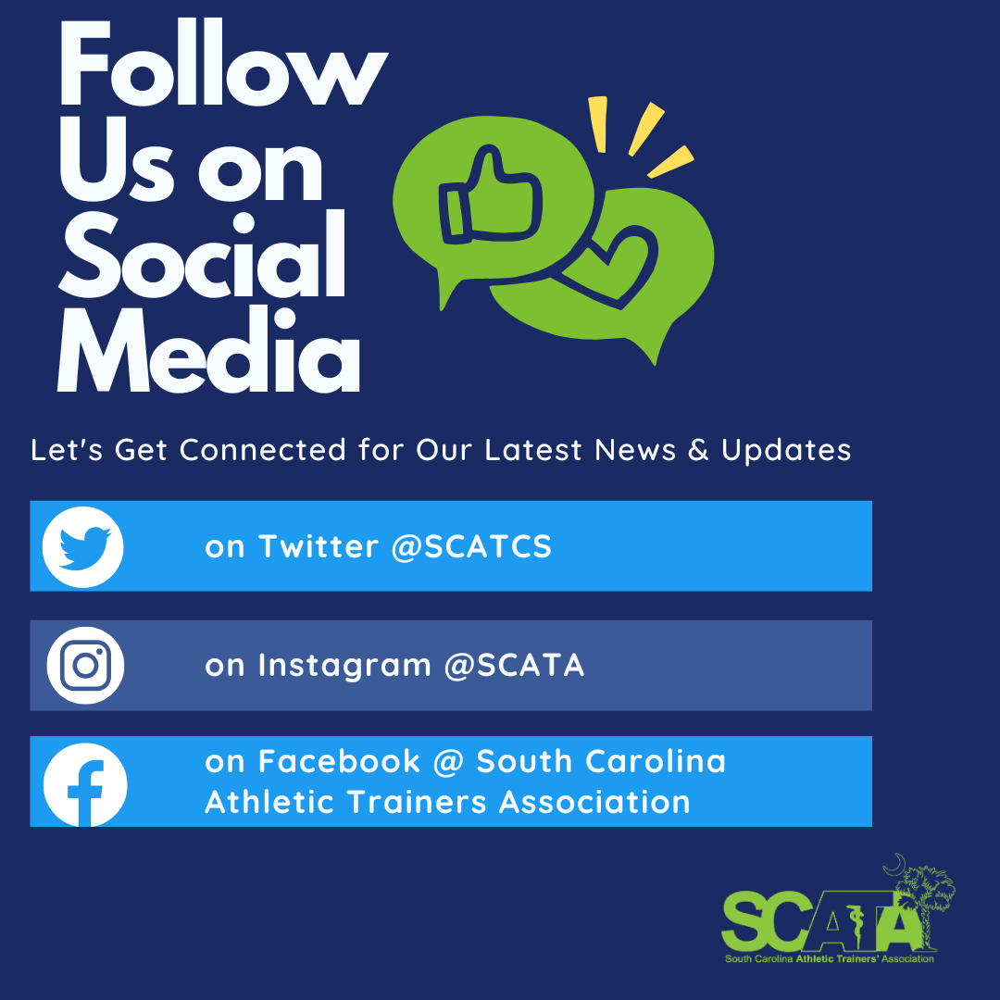 Follow
Us on
Social
Media
Let's Get Connected for Our Latest News & Updates
on Twitter @SCATCS
on Instagram @SCATA
on Facebook @ South Carolina
Athletic Trainers Association
SCATA
South Carolina Athletic Trainers' Association